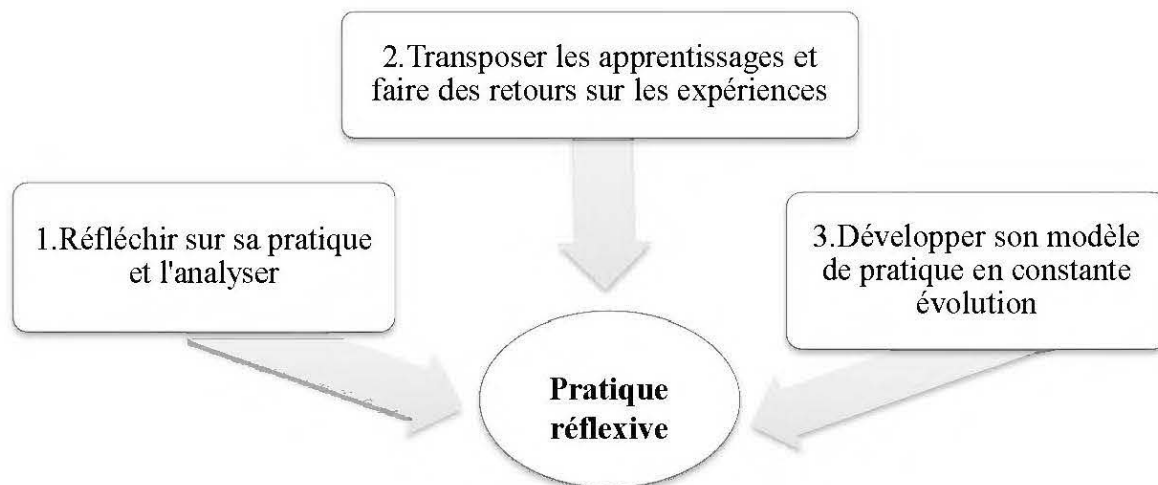 2.Transposer les apprentissages et
faire des retours sur les expériences
1.Réfléchir sur sa pratique
et l'analyser
3.Développer son modèle
de pratique en constante
évolution
Pratique
réflexive